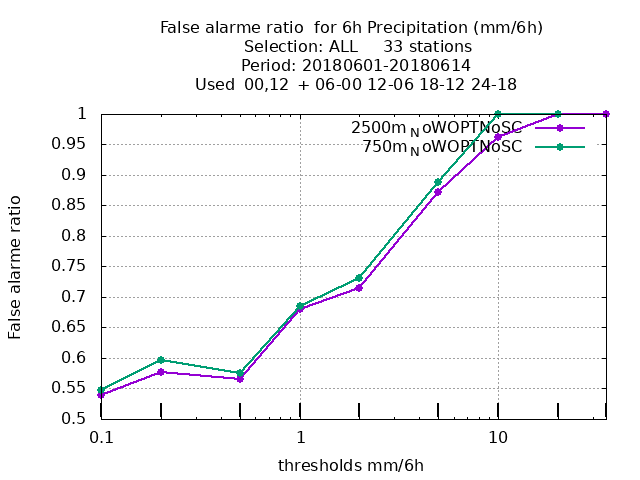 False alarme ratio  for 6h Precipitation (mm/6h)
Selection: ALL     33 stations
Period: 20180601-20180614
Used  00,12  + 06-00 12-06 18-12 24-18
2500m_NoWOPTNoSC
750m_NoWOPTNoSC
1
0.95
0.9
0.85
0.8
0.75
0.7
0.65
0.6
0.55
0.5
False alarme ratio
0.1 1 10
thresholds mm/6h